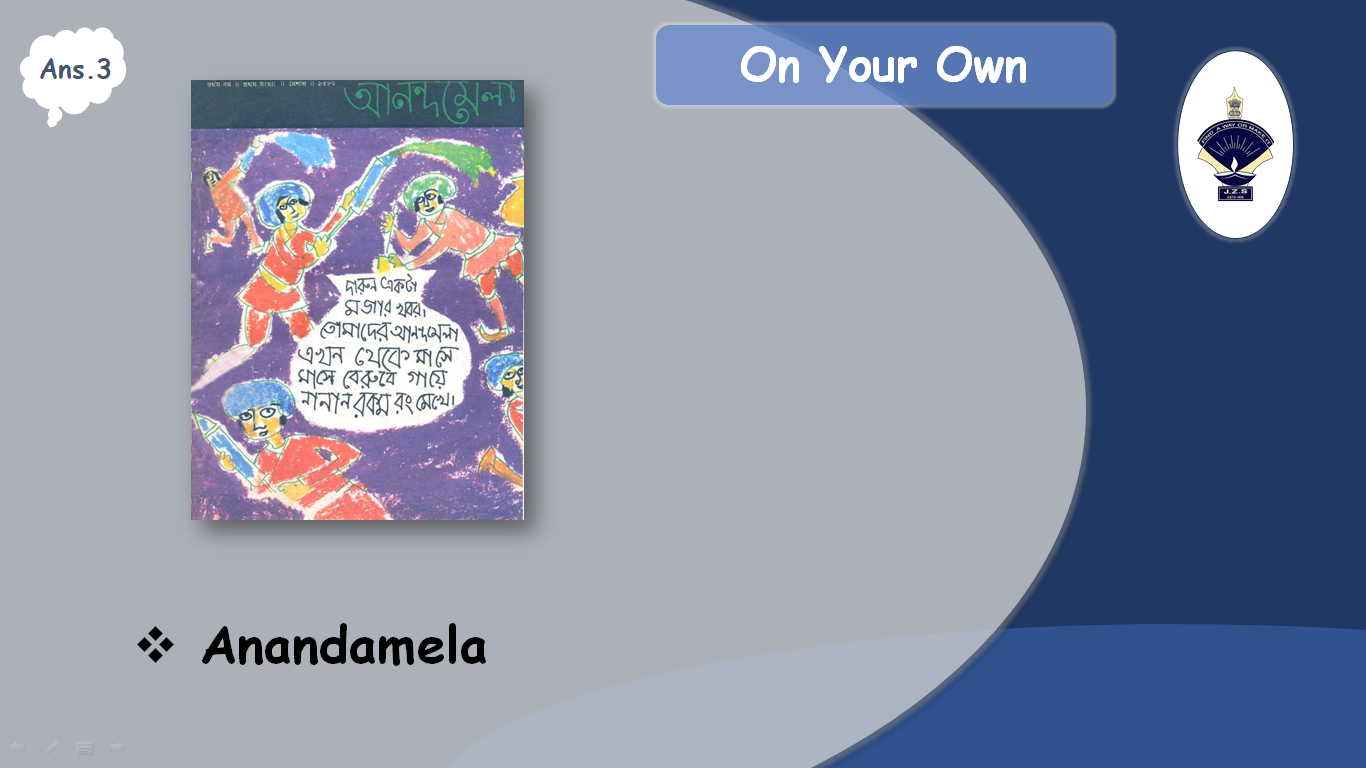 Ans.3
On Your Own
প্রথম বর্ষ ॥ প্রথম সংখ্যা ॥ বৈশাখ ॥ ১৩৮২
আনন্দমেলা
FIND A WAY OR MAKE IT
J.Z.S
দারুন একটা
মজার খবর।
তোমাদের আনন্দমেলা
এখন থেকে মাসে
মাসে বেরুবে গায়ে
নানান রকম রং মেখে।
Anandamela